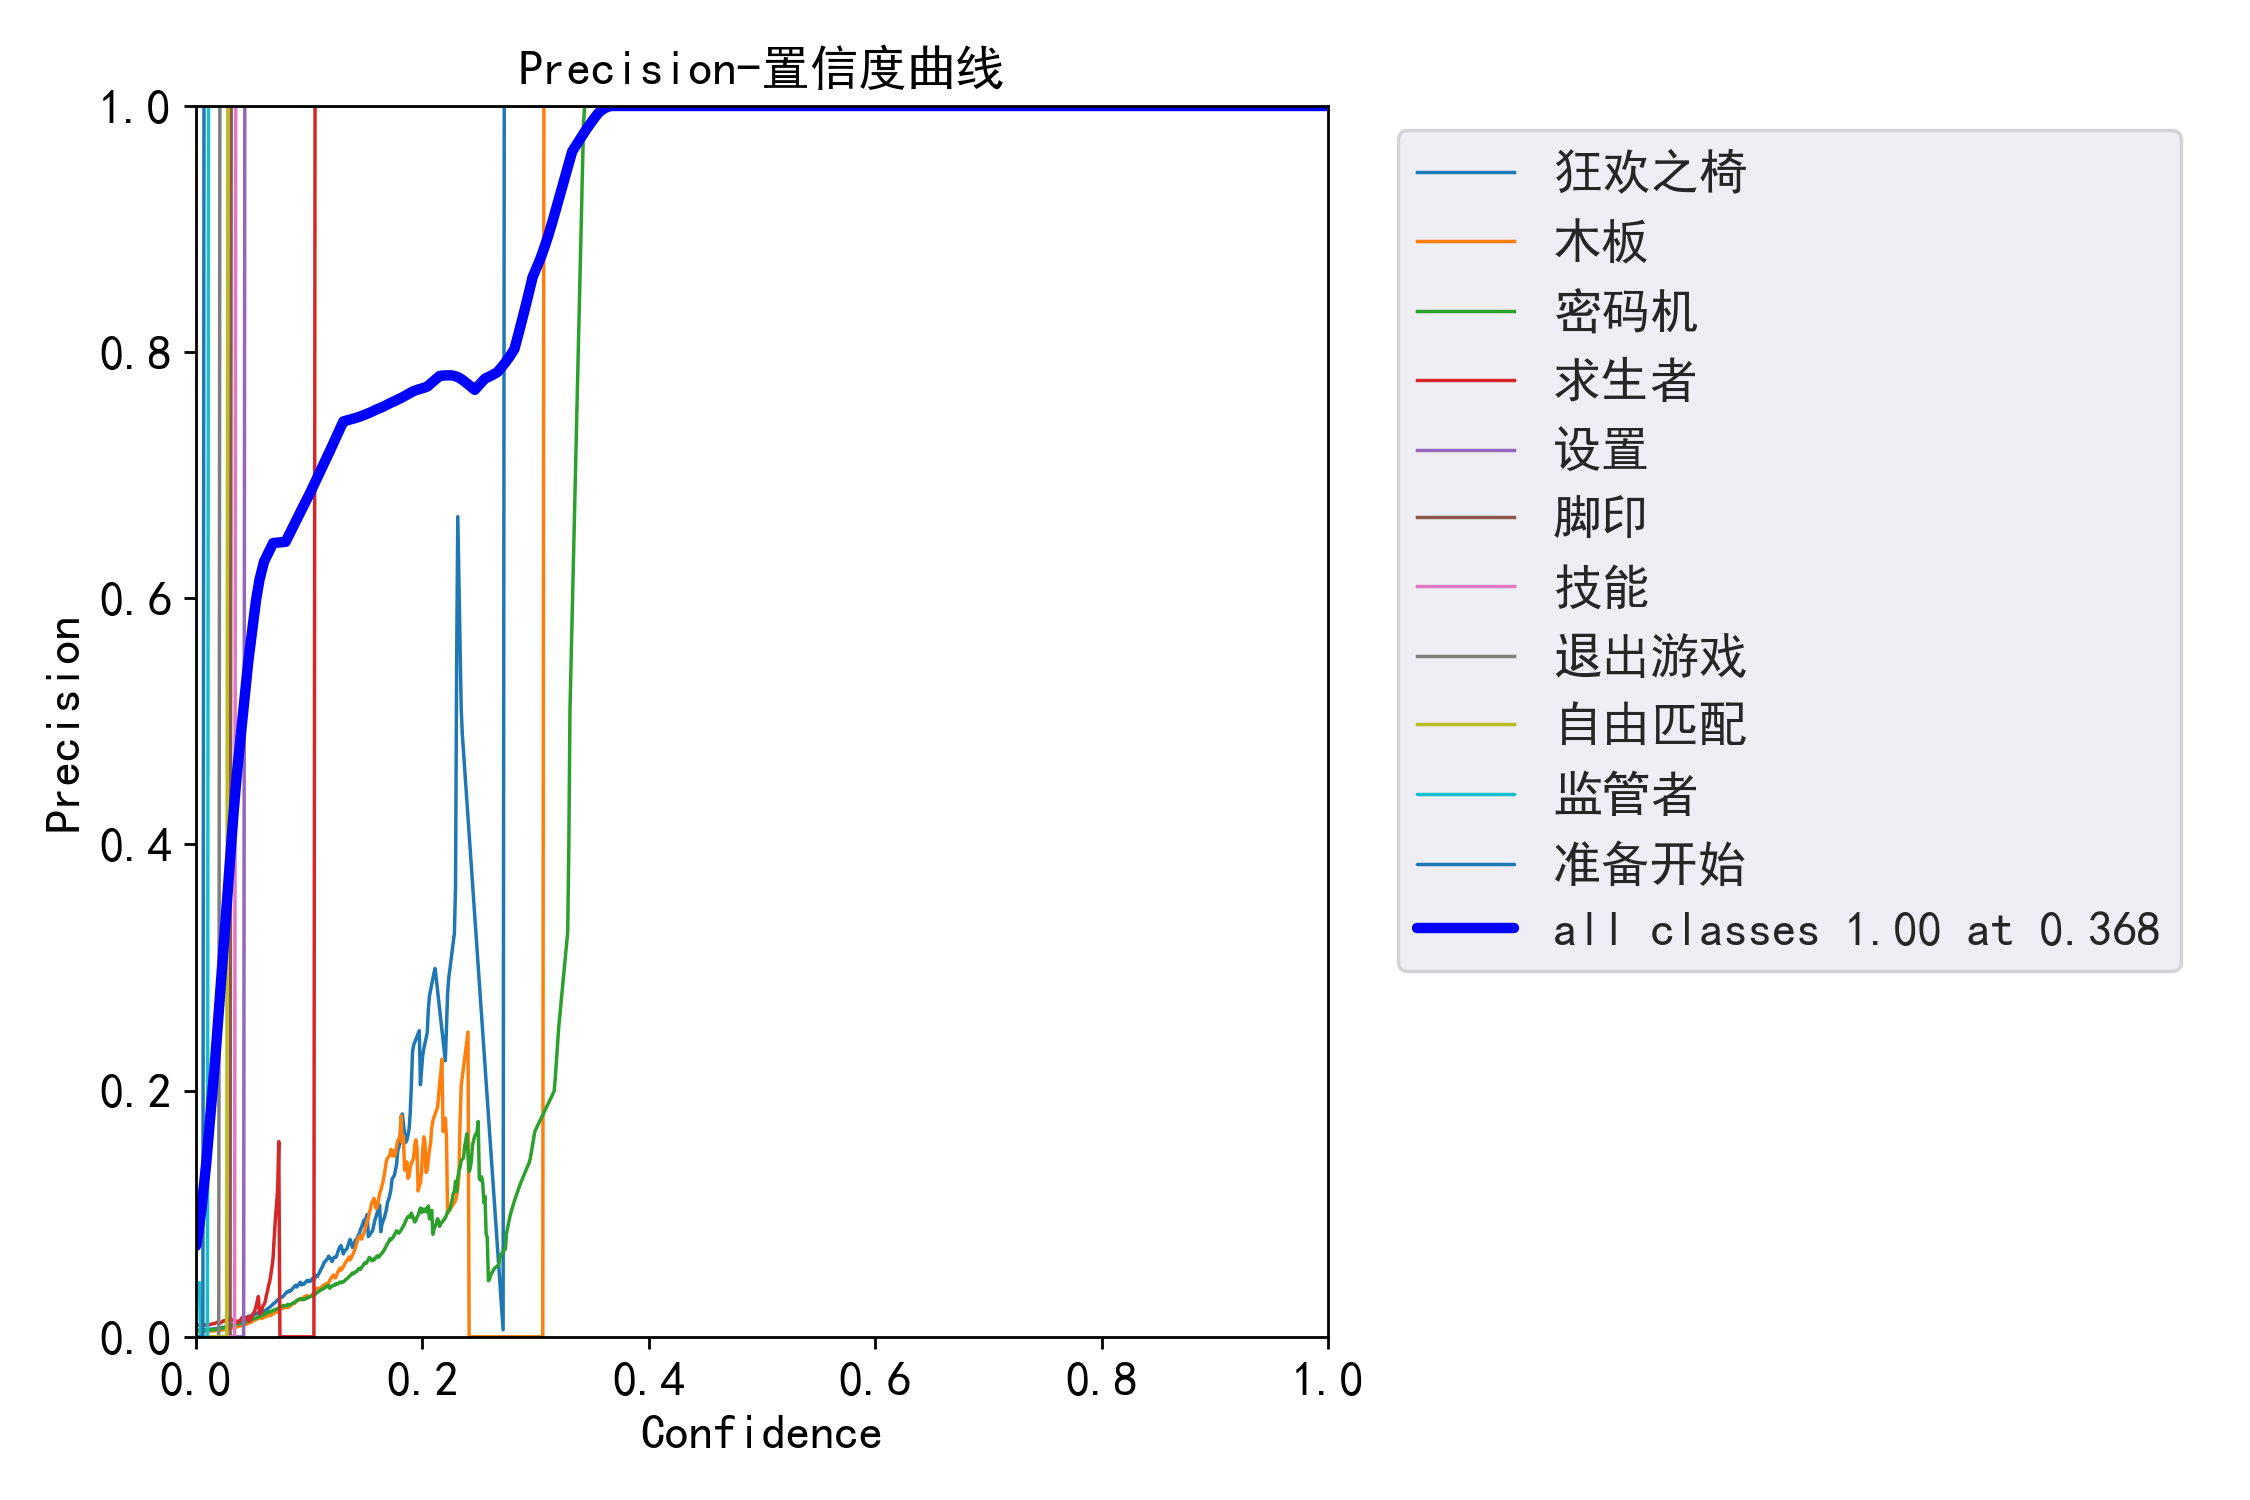 Precision-置信度曲线
1.0
0.8
0.6
0.4
0.2
0.0
Precision
0.0 0.2 0.4 0.6 0.8 1.0
Confidence
狂欢之椅
木板
密码机
求生者
设置
脚印
技能
退出游戏
自由匹配
监管者
准备开始
all classes 1.00 at 0.368